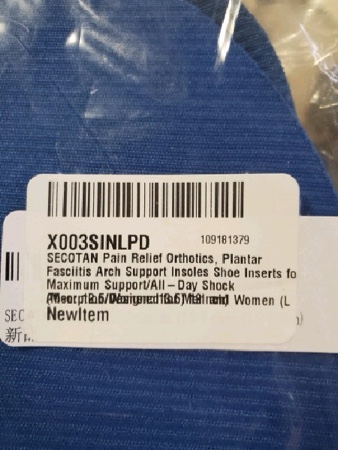 X003SINLPD 109181379
SECOTAN Pain Relief Orthotics, Plantar
Fasciitis Arch Support Insoles Shoe Inserts fo
Maximum Support/All-Day Shock
Women (L
NewItem
SEC
新